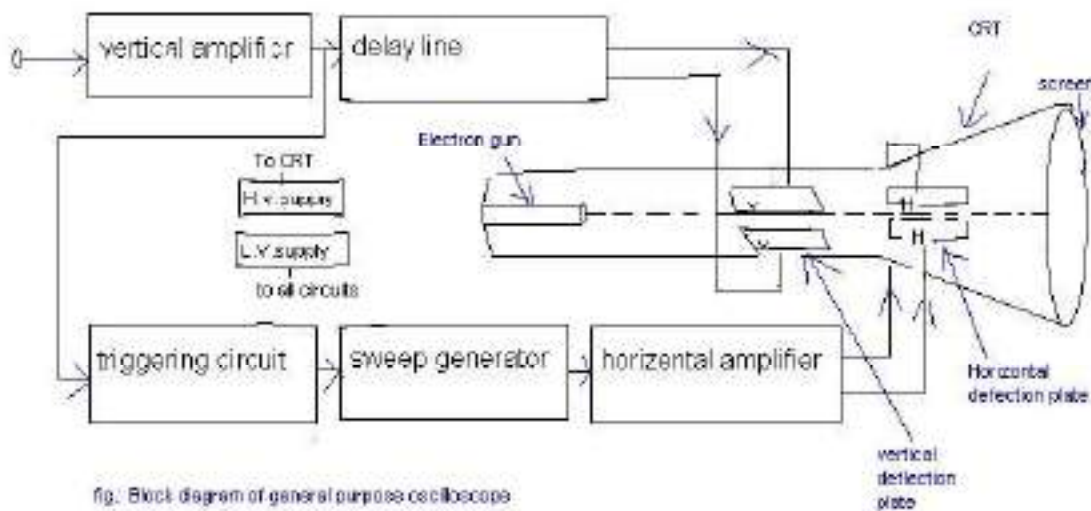 vertical amplifier
delay line
CRT
screen
Electron gun
To CRT
H.v. supply
L.V. supply
to all circuits
Y
H
H
triggering circuit
sweep generator
horizental amplifier
Horizontal
deflection plate
vertical
deflection
plate
fig.: Block diagram of general purpose oscilloscope